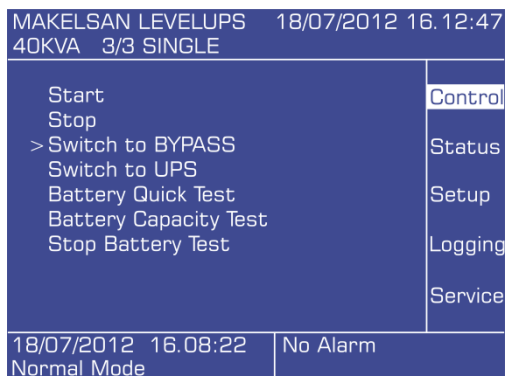 MAKELSAN LEVELUPS 18/07/2012 16.12:47
40KVA 3/3 SINGLE
Start
Stop
> Switch to BYPASS
Switch to UPS
Battery Quick Test
Battery Capacity Test
Stop Battery Test
Control
Status
Setup
Logging
Service
18/07/2012 16.08:22 No Alarm
Normal Mode